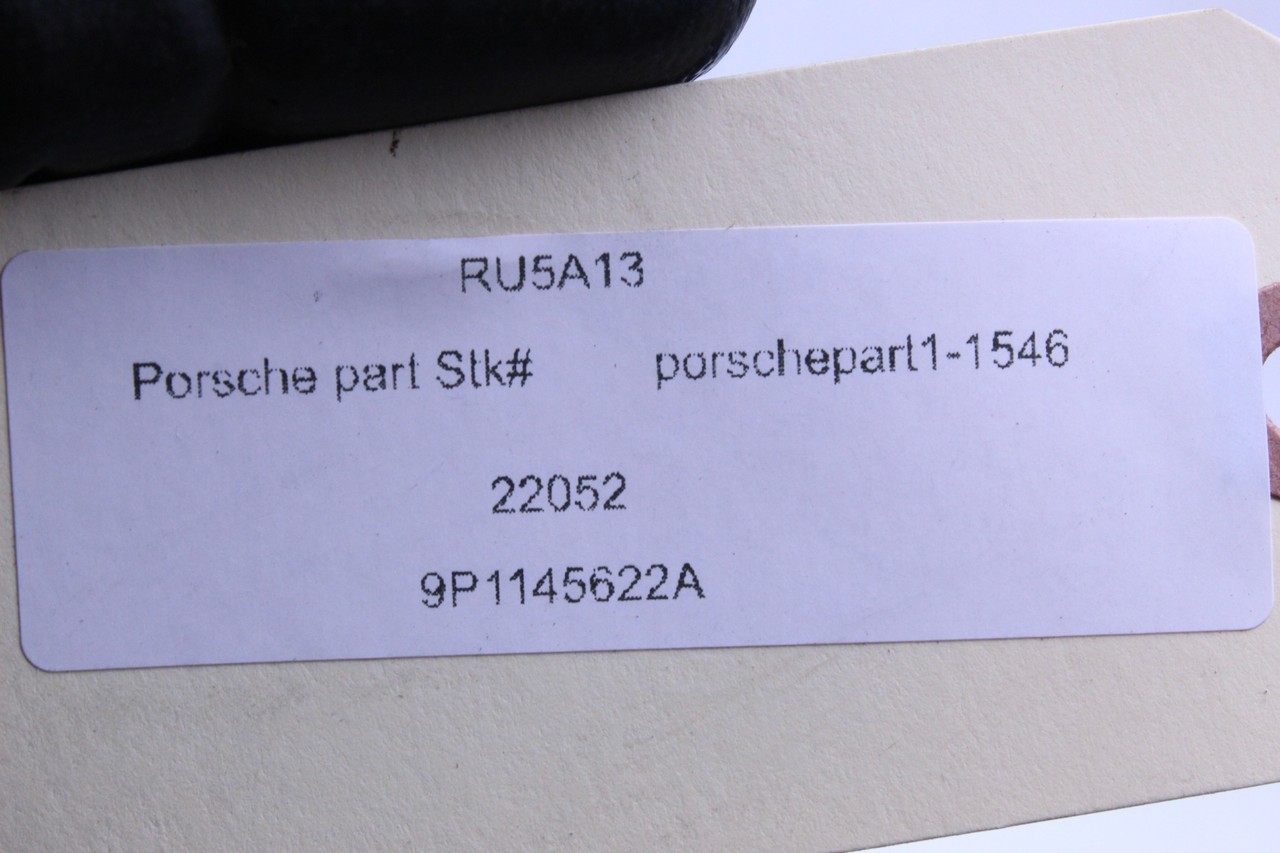 RU5A13
Porsche part Stk# porschepart1-1546
22052
9P1145622A